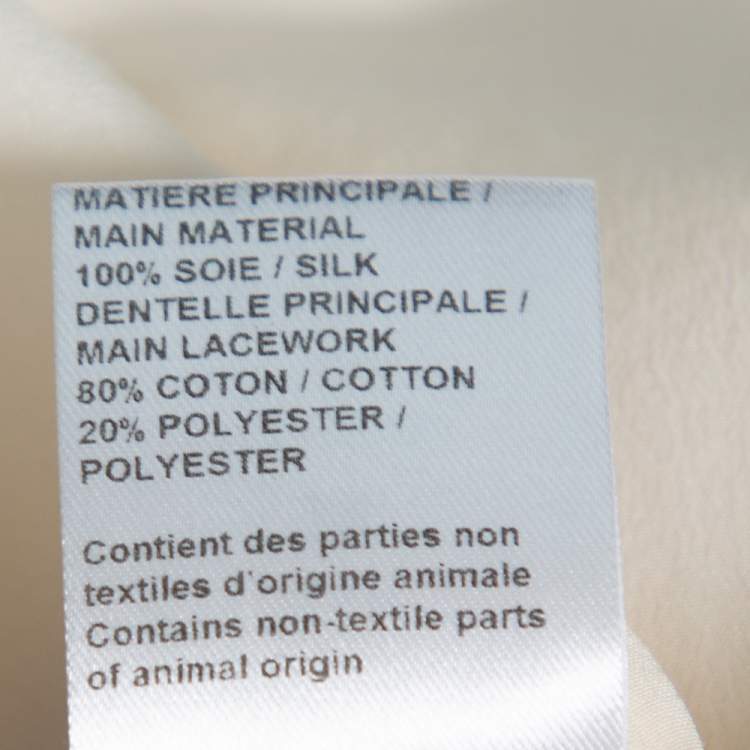 MATIERE PRINCIPALE /
MAIN MATERIAL
100% SOIE / SILK
DENTELLE PRINCIPALE /
MAIN LACEWORK
80% COTON / COTTON
20% POLYESTER /
POLYESTER
Contient des parties non
textiles d'origine animale
Contains non-textile parts
of animal origin